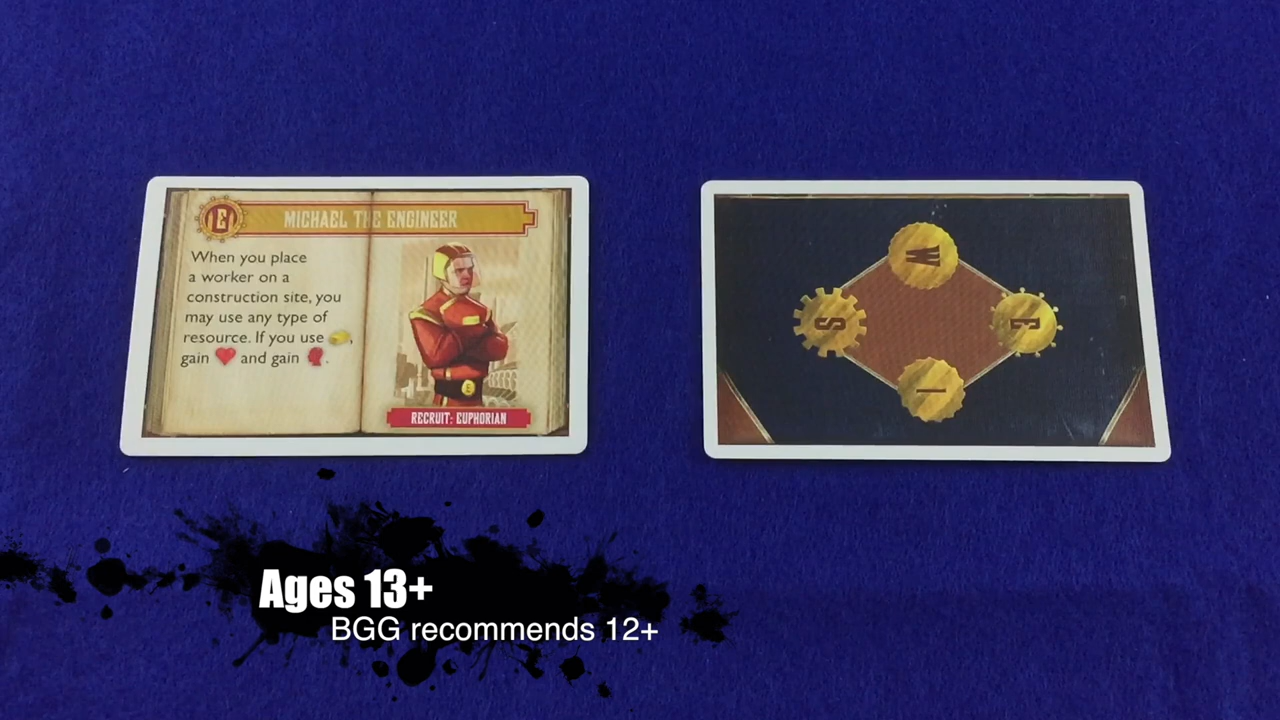 E
MICHAEL THE ENGINEER
When you place
a worker on a
construction site, you
may use any type of
resource. If you use ,
gain and gain .
RECRUIT: EUPHORIAN
W
S
E
I
Ages 13+
BGG recommends 12+